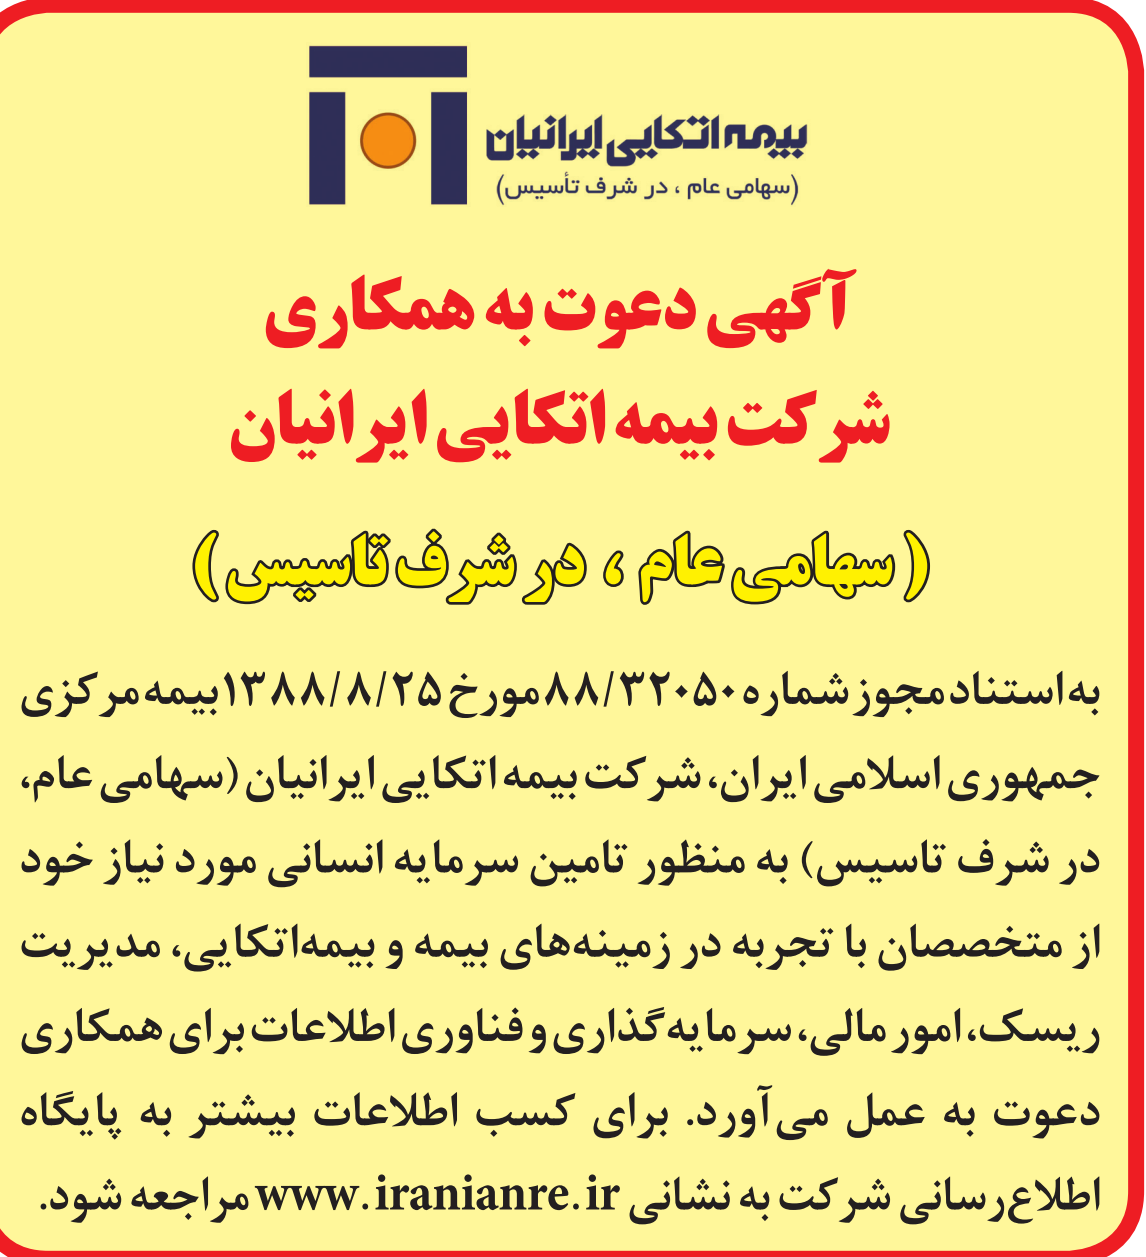 بیمه اتکایی ایرانیان
(سهامی عام ، در شرف تأسیس)
آگهی دعوت به همکاری
شرکت بیمه اتکایی ایرانیان
( سهامی عام ، در شرف تاسیس )
به استناد مجوز شماره ۸۸/۳۲۰۵۰ مورخ ۱۳۸۸/۸/۲۵ بیمه مرکزی
جمهوری اسلامی ایران، شرکت بیمه اتکایی ایرانیان (سهامی عام،
در شرف تاسیس) به منظور تامین سرمایه انسانی مورد نیاز خود
از متخصصان با تجربه در زمینه‌های بیمه و بیمه‌اتکایی، مدیریت
ریسک، امور مالی، سرمایه‌گذاری و فناوری اطلاعات برای همکاری
دعوت به عمل می‌آورد. برای کسب اطلاعات بیشتر به پایگاه
اطلاع‌رسانی شرکت به نشانی www.iranianre.ir مراجعه شود.